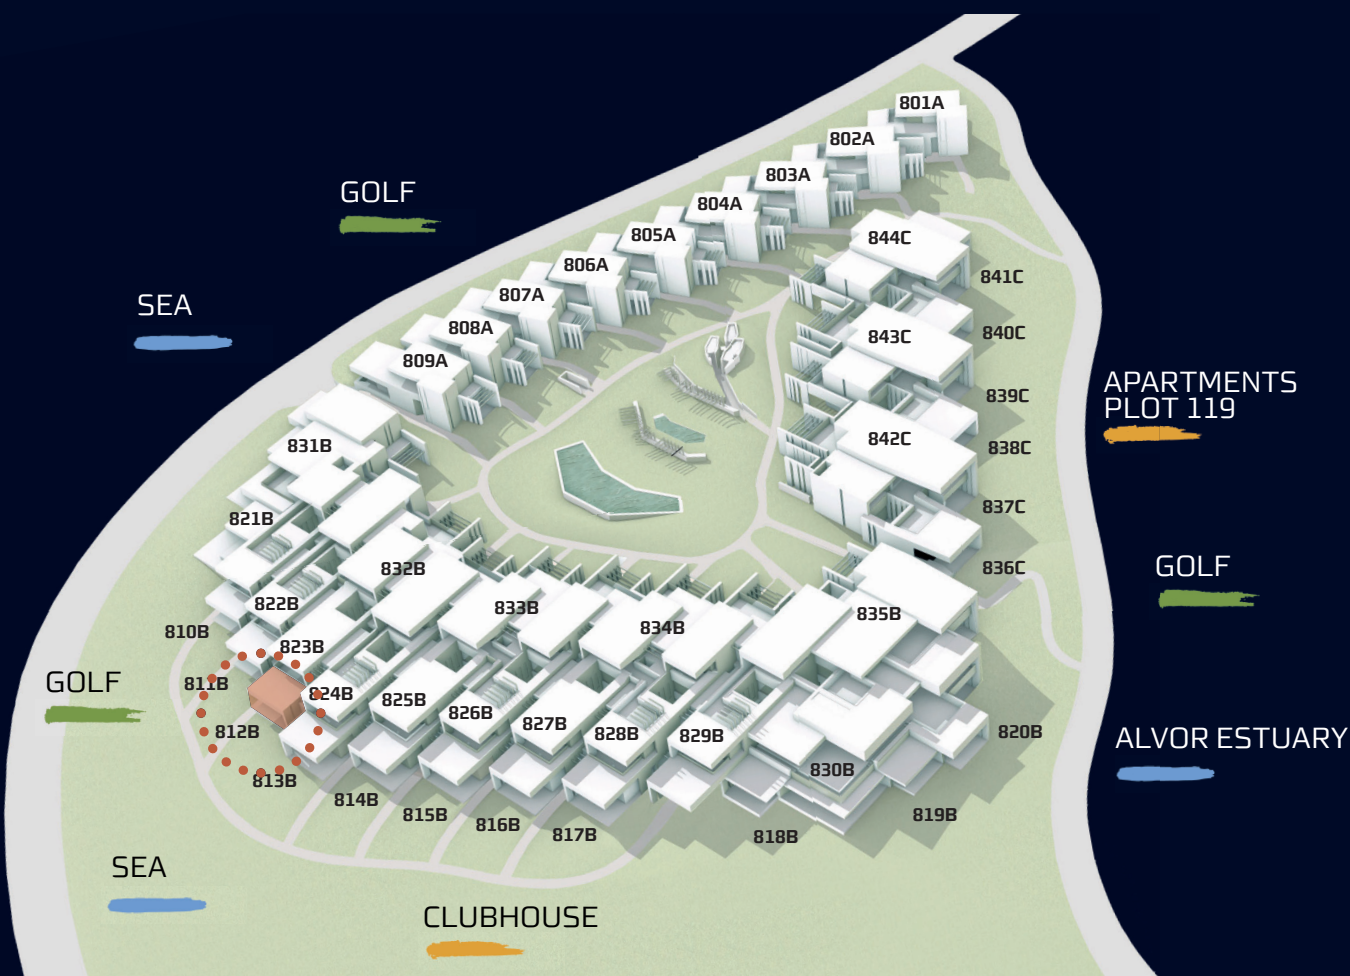 801A
802A
803A
804A
805A
806A
807A
808A
809A
GOLF
SEA
844C
841C
843C
840C
839C
842C
838C
837C
836C
APARTMENTS
PLOT 119
GOLF
ALVOR ESTUARY
831B
821B
832B
822B
833B
834B
835B
810B
823B
811B
824B
825B
826B
827B
828B
829B
830B
820B
812B
813B
814B
815B
816B
817B
818B
819B
GOLF
SEA
CLUBHOUSE